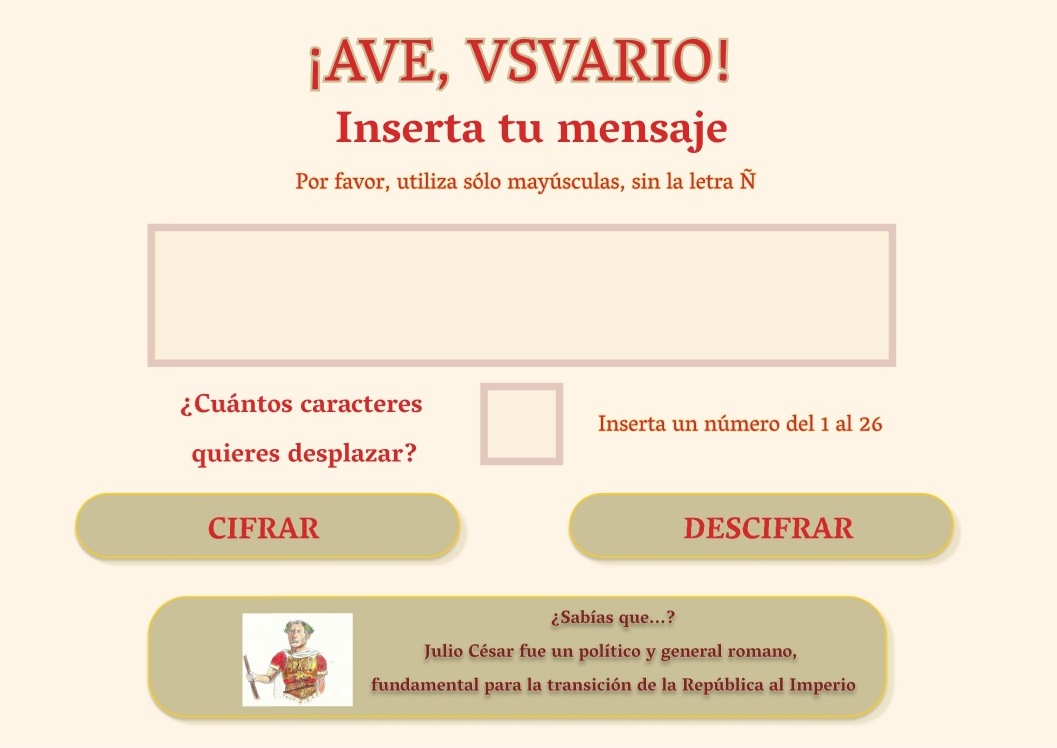 ¡AVE, VSVARIO!
Inserta tu mensaje
Por favor, utiliza sólo mayúsculas, sin la letra Ñ
¿Cuántos caracteres
quieres desplazar?
Inserta un número del 1 al 26
CIFRAR
DESCIFRAR
¿Sabías que...?
Julio César fue un político y general romano,
fundamental para la transición de la República al Imperio